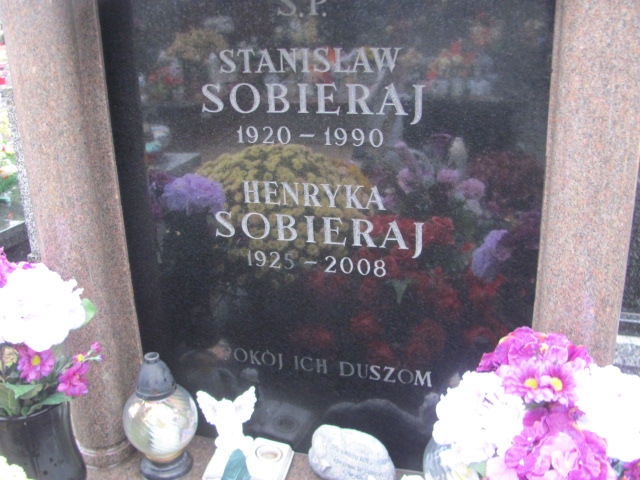 Ś.P.
STANISŁAW
SOBIERAJ
1920 – 1990
HENRYKA
SOBIERAJ
1925 – 2008
POKÓJ ICH DUSZOM